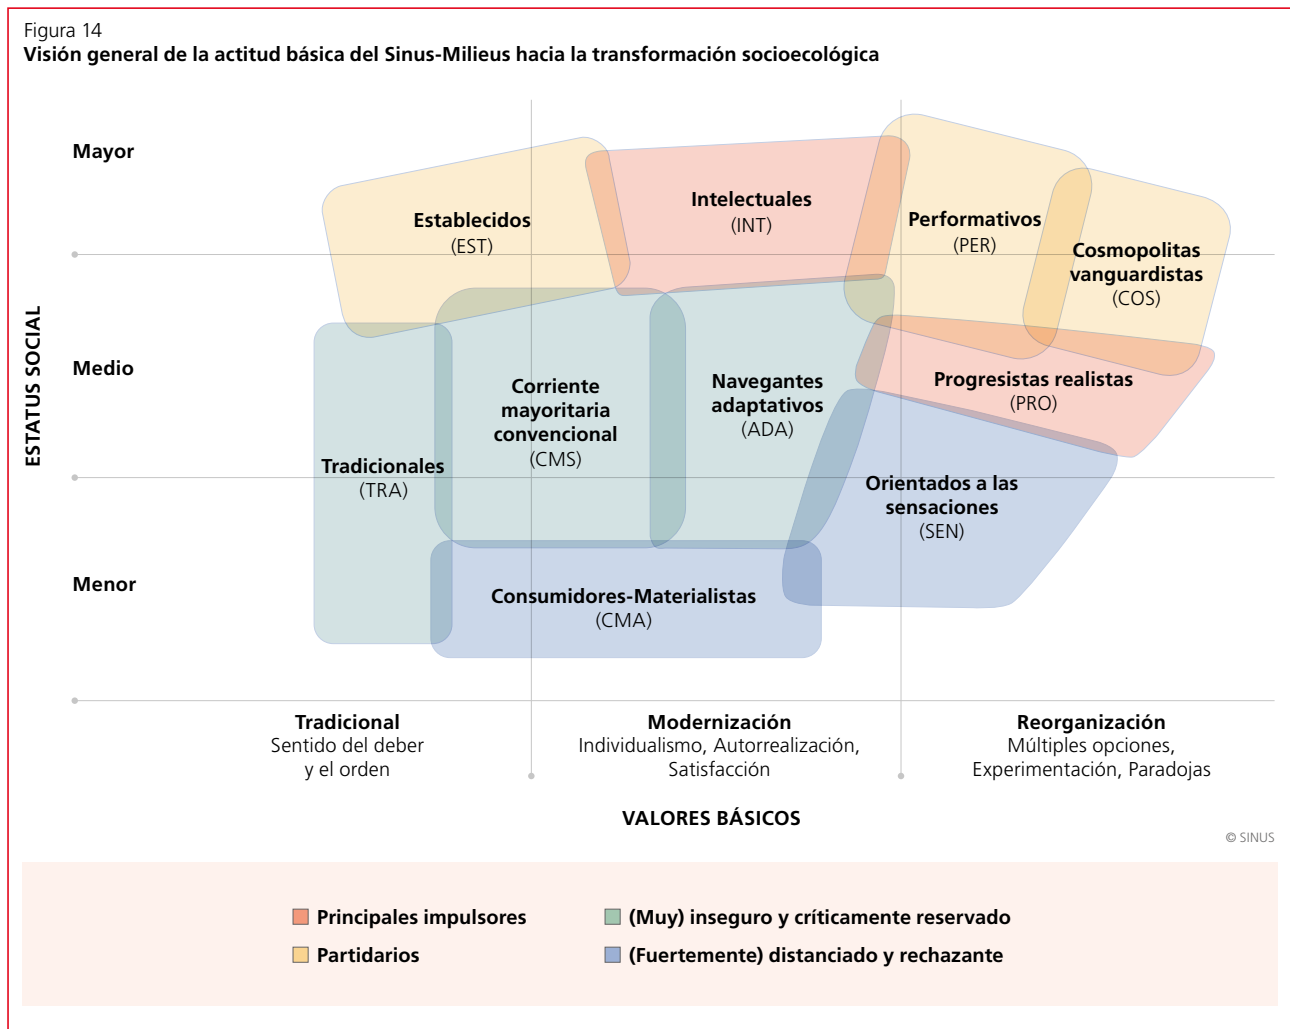 Figura 14
Visión general de la actitud básica del Sinus-Milieus hacia la transformación socioecológica
ESTATUS SOCIAL
Mayor
Medio
Menor
Establecidos
(EST)
Intelectuales
(INT)
Performativos
(PER)
Cosmopolitas
vanguardistas
(COS)
Tradicionales
(TRA)
Corriente
mayoritaria
convencional
(CMS)
Navegantes
adaptativos
(ADA)
Progresistas realistas
(PRO)
Orientados a las
sensaciones
(SEN)
Consumidores-Materialistas
(CMA)
Tradicional
Sentido del deber
y el orden
Modernización
Individualismo, Autorrealización,
Satisfacción
Reorganización
Múltiples opciones,
Experimentación, Paradojas
VALORES BÁSICOS
© SINUS
Principales impulsores
Partidarios
(Muy) inseguro y críticamente reservado
(Fuertemente) distanciado y rechazante